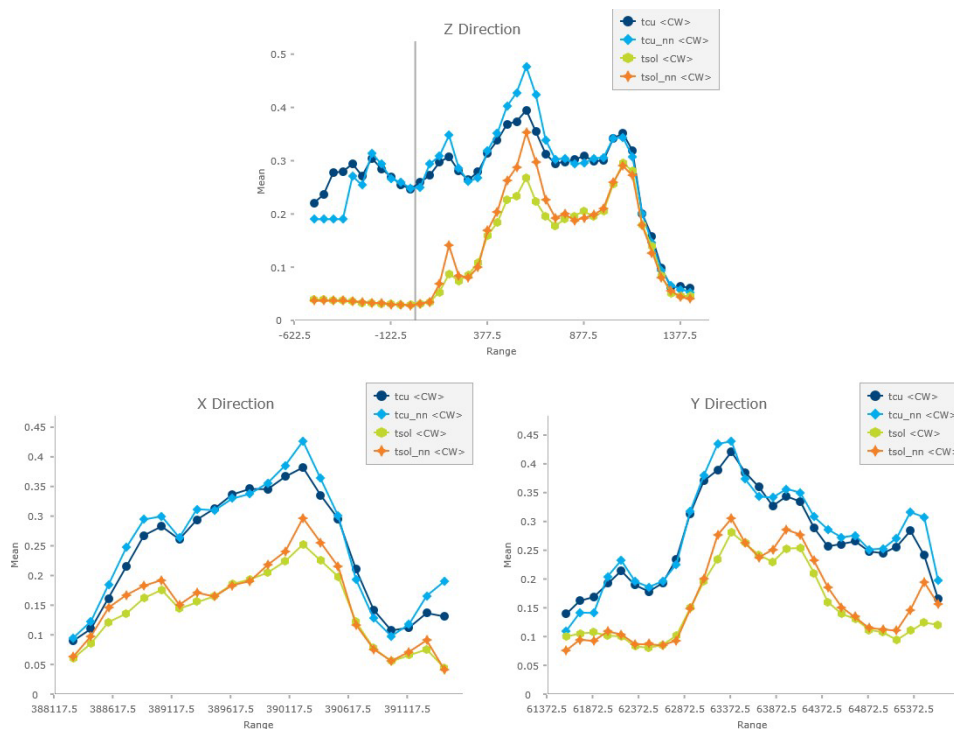 Z Direction
tcu <CW>
tcu_nn <CW>
tsol <CW>
tsol_nn <CW>
0.5
0.4
0.3
0.2
0.1
0
Mean
-622.5 -122.5 377.5 877.5 1377.5
Range
X Direction
tcu <CW>
tcu_nn <CW>
tsol <CW>
tsol_nn <CW>
0.45
0.4
0.35
0.3
0.25
0.2
0.15
0.1
0.05
0
Mean
388117.5 388617.5 389117.5 389617.5 390117.5 390617.5 391117.5
Range
Y Direction
tcu <CW>
tcu_nn <CW>
tsol <CW>
tsol_nn <CW>
0.45
0.4
0.35
0.3
0.25
0.2
0.15
0.1
0.05
0
Mean
61372.5 61872.5 62372.5 62872.5 63372.5 63872.5 64372.5 64872.5 65372.5
Range